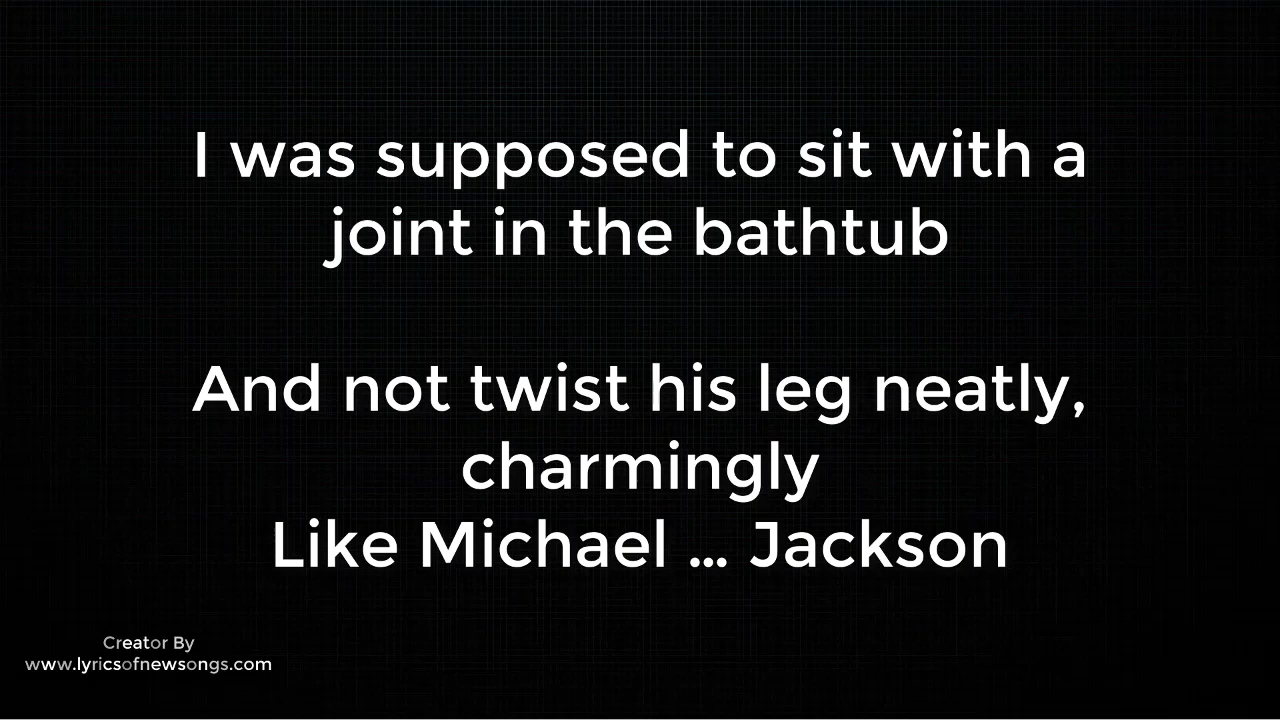 I was supposed to sit with a
joint in the bathtub
And not twist his leg neatly,
charmingly
Like Michael ... Jackson
Creator By
www.lyricsofnewsongs.com